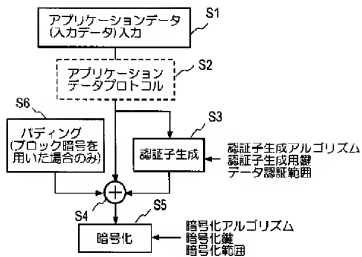 S1
アプリケーションデータ
(入力データ)入力
S2
アプリケーション
データプロトコル
S6
パディング
(ブロック暗号を
用いた場合のみ)
S3
認証子生成
認証子生成アルゴリズム
認証子生成用鍵
データ認証範囲
S4
S5
暗号化
暗号化アルゴリズム
暗号化鍵
暗号化範囲